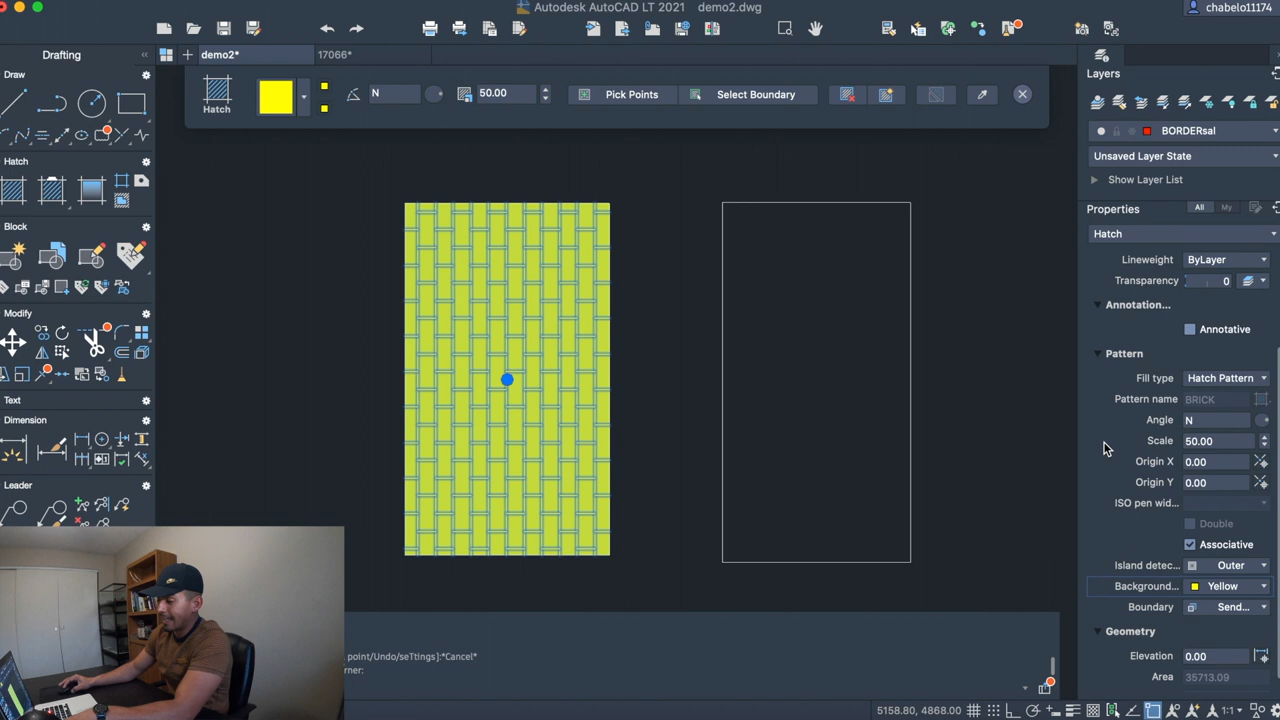 Autodesk AutoCAD LT 2021 demo2.dwg
chabelo11174
Drafting
demo2*
17066*
Draw
Hatch
N
50.00
Pick Points
Select Boundary
Layers
BORDERsal
Unsaved Layer State
Show Layer List
Hatch
Properties
All
My
Hatch
Block
Lineweight
ByLayer
Transparency
0
Annotation...
Annotative
Modify
Pattern
Fill type
Hatch Pattern
Pattern name
BRICK
Text
Angle
N
Dimension
Scale
50.00
Origin X
0.00
Origin Y
0.00
Leader
ISO pen wid...
Double
Associative
Island detec...
Outer
Background...
Yellow
Boundary
Send...
Geometry
point/Undo/seTtings]:*Cancel*
Elevation
0.00
rner:
Area
35713.09
5158.80, 4868.00
1:1